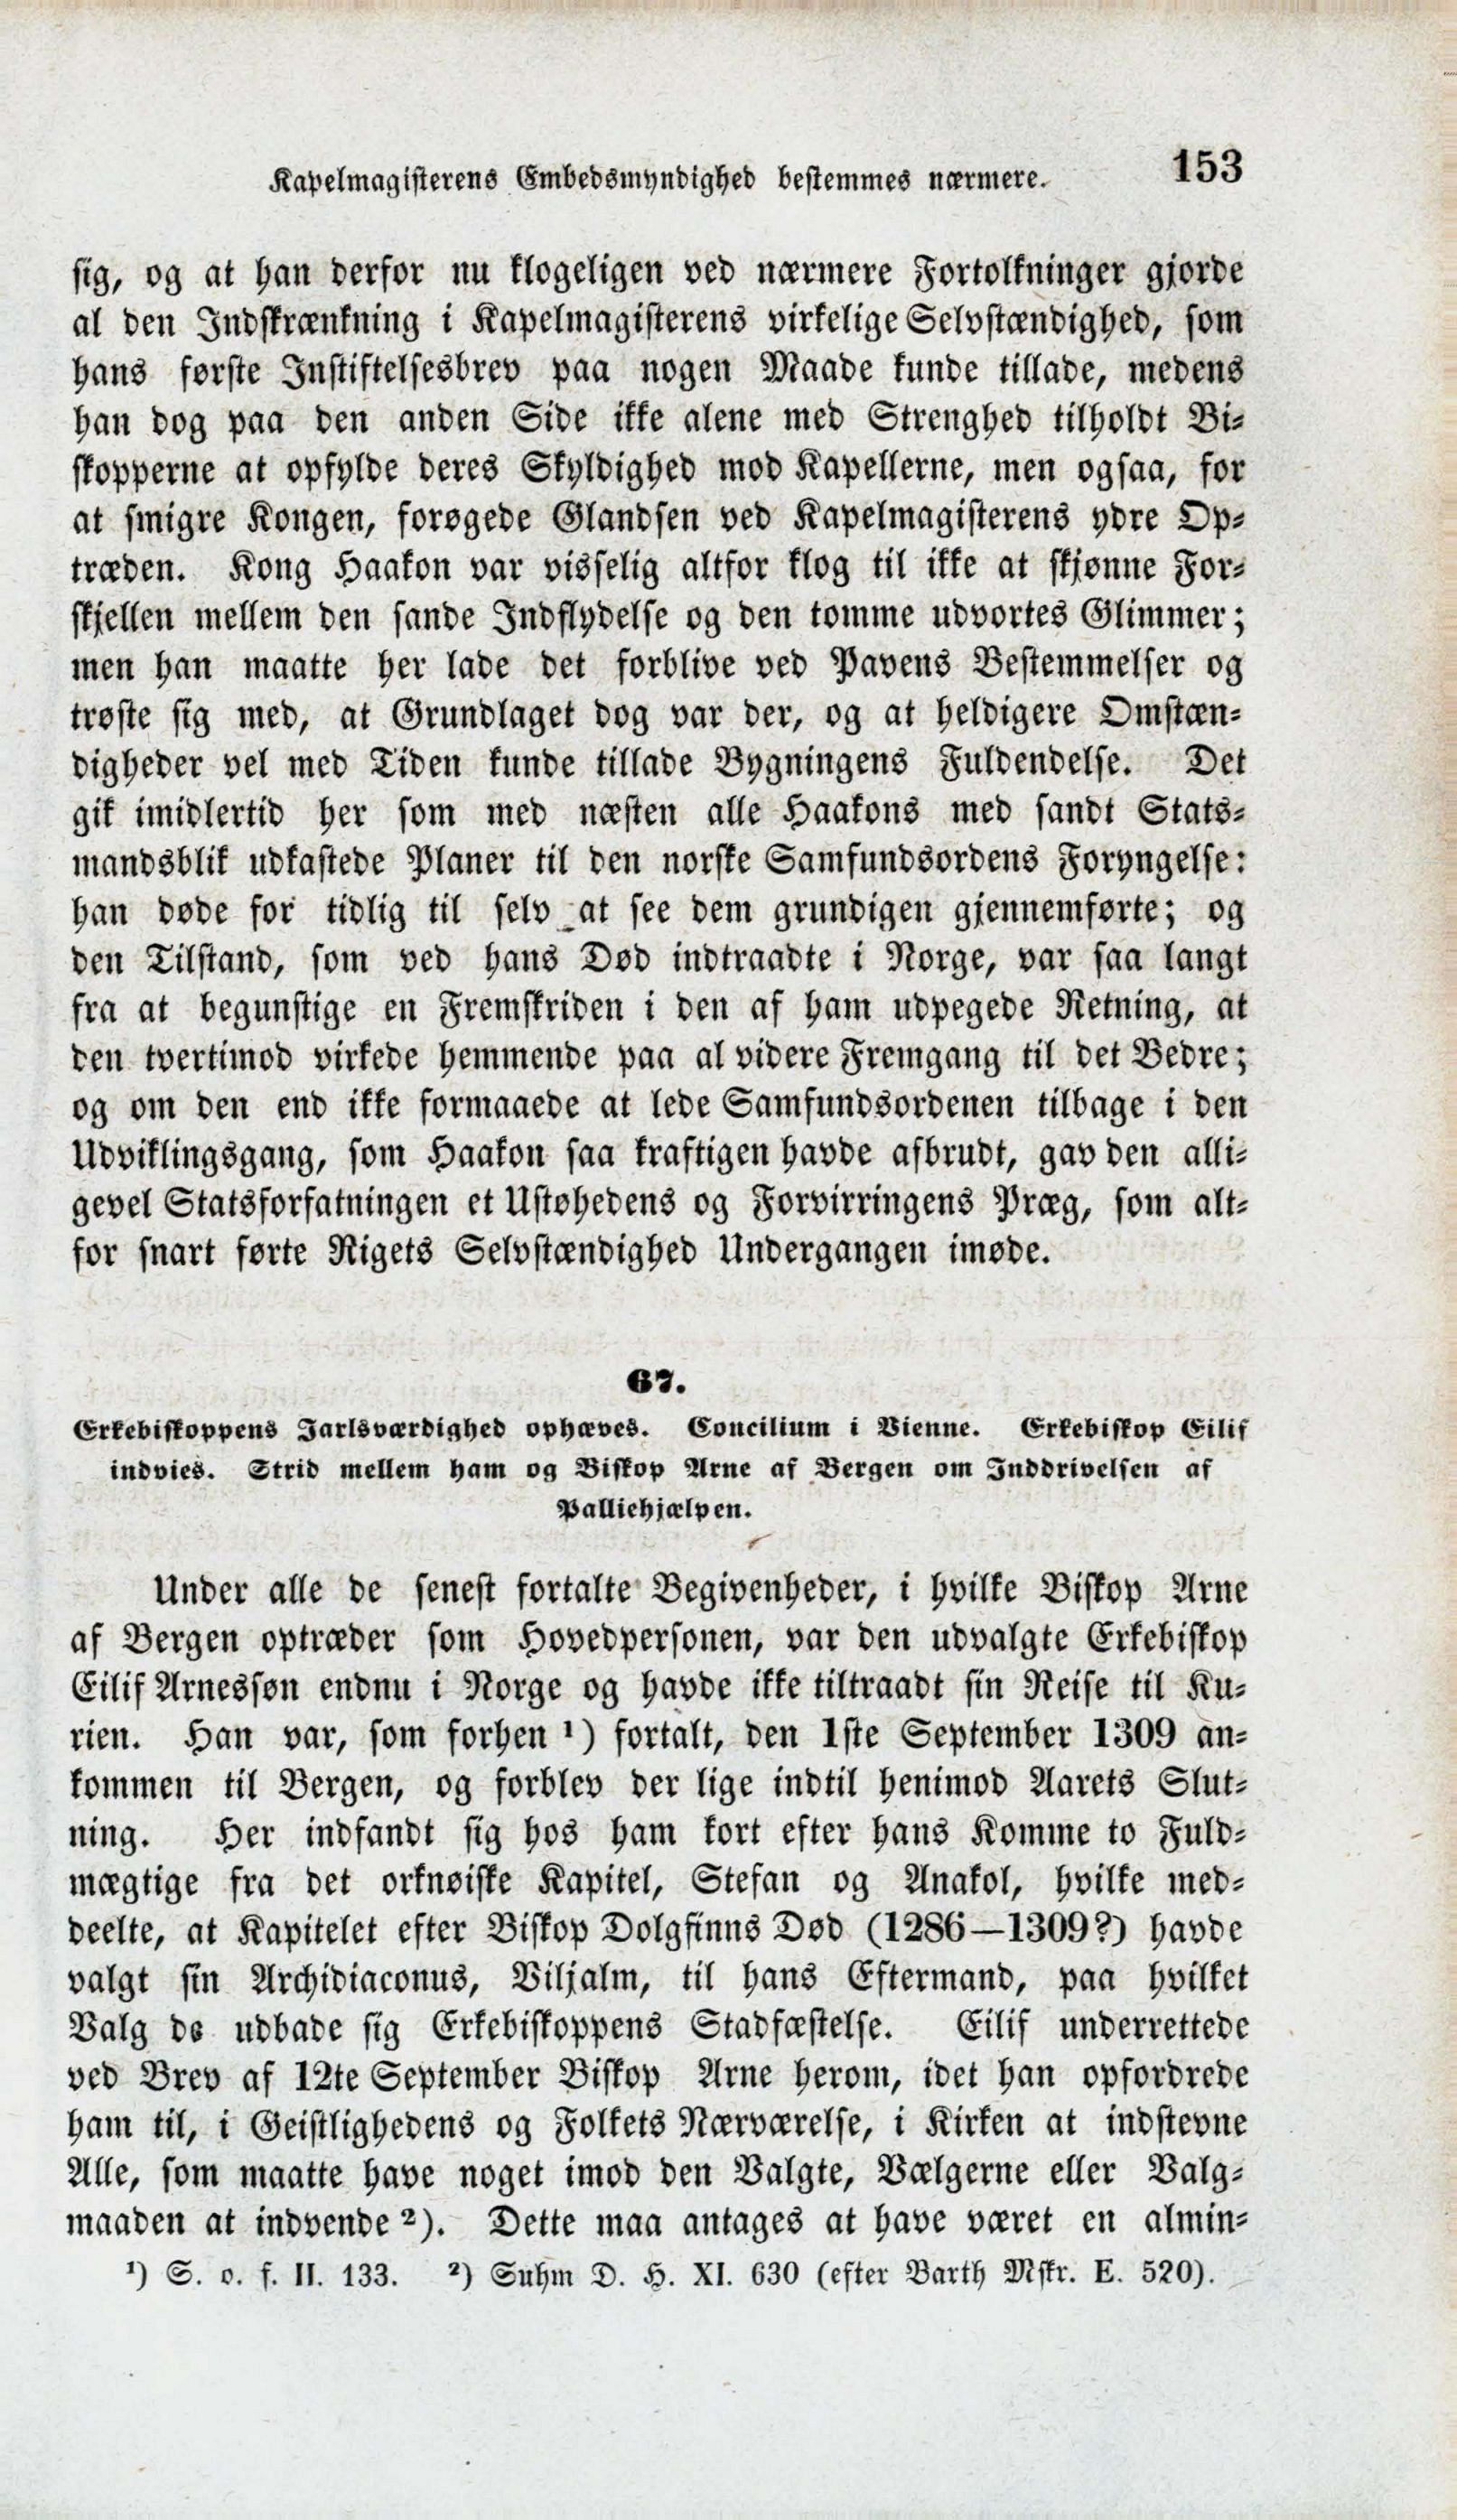 Kapelmagisterens Embedsmyndighed bestemmes nærmere. 153
sig, og at han derfor nu klogeligen ved nærmere Fortolkninger gjorde
al den Indskrænkning i Kapelmagisterens virkelige Selvstændighed, som
hans første Instiftelsesbrev paa nogen Maade kunde tillade, medens
han dog paa den anden Side ikke alene med Strenghed tilholdt Bi-
skopperne at opfylde deres Skyldighed mod Kapellerne, men ogsaa, for
at smigre Kongen, forøgede Glandsen ved Kapelmagisterens ydre Op-
træden. Kong Haakon var visselig altfor klog til ikke at skjønne For-
skjellen mellem den sande Indflydelse og den tomme udvortes Glimmer;
men han maatte her lade det forblive ved Pavens Bestemmelser og
trøste sig med, at Grundlaget dog var der, og at heldigere Omstæn-
digheder vel med Tiden kunde tillade Bygningens Fuldendelse. Det
gik imidlertid her som med næsten alle Haakons med sandt Stats-
mandsblik udkastede Planer til den norske Samfundsordens Foryngelse:
han døde for tidlig til selv at see dem grundigen gjennemførte; og
den Tilstand, som ved hans Død indtraadte i Norge, var saa langt
fra at begunstige en Fremskriden i den af ham udpegede Retning, at
den tvertimod virkede hemmende paa al videre Fremgang til det Bedre;
og om den end ikke formaaede at lede Samfundsordenen tilbage i den
Udviklingsgang, som Haakon saa kraftigen havde afbrudt, gav den alli-
gevel Statsforfatningen et Ustøhedens og Forvirringens Præg, som alt-
for snart førte Rigets Selvstændighed Undergangen imøde.
67.
Erkebiskoppens Jarlsværdighed ophæves. Concilium i Vienne. Erkebiskop Eilif
indvies. Strid mellem ham og Biskop Arne af Bergen om Inddrivelsen af
Palliehjælpen.
Under alle de senest fortalte Begivenheder, i hvilke Biskop Arne
af Bergen optræder som Hovedpersonen, var den udvalgte Erkebiskop
Eilif Arnessøn endnu i Norge og havde ikke tiltraadt sin Reise til Ku-
rien. Han var, som forhen ¹) fortalt, den 1ste September 1309 an-
kommen til Bergen, og forblev der lige indtil henimod Aarets Slut-
ning. Her indfandt sig hos ham kort efter hans Komme to Fuld-
mægtige fra det orknøiske Kapitel, Stefan og Anakol, hvilke med-
deelte, at Kapitelet efter Biskop Dolgfinns Død (1286—1309?) havde
valgt sin Archidiaconus, Viljalm, til hans Eftermand, paa hvilket
Valg de udbade sig Erkebiskoppens Stadfæstelse. Eilif underrettede
ved Brev af 12te September Biskop Arne herom, idet han opfordrede
ham til, i Geistlighedens og Folkets Nærværelse, i Kirken at indstevne
Alle, som maatte have noget imod den Valgte, Vælgerne eller Valg-
maaden at indvende ²). Dette maa antages at have været en almin-
¹) S. o. f. II. 133. ²) Suhm D. H. XI. 630 (efter Barth Mskr. E. 520).